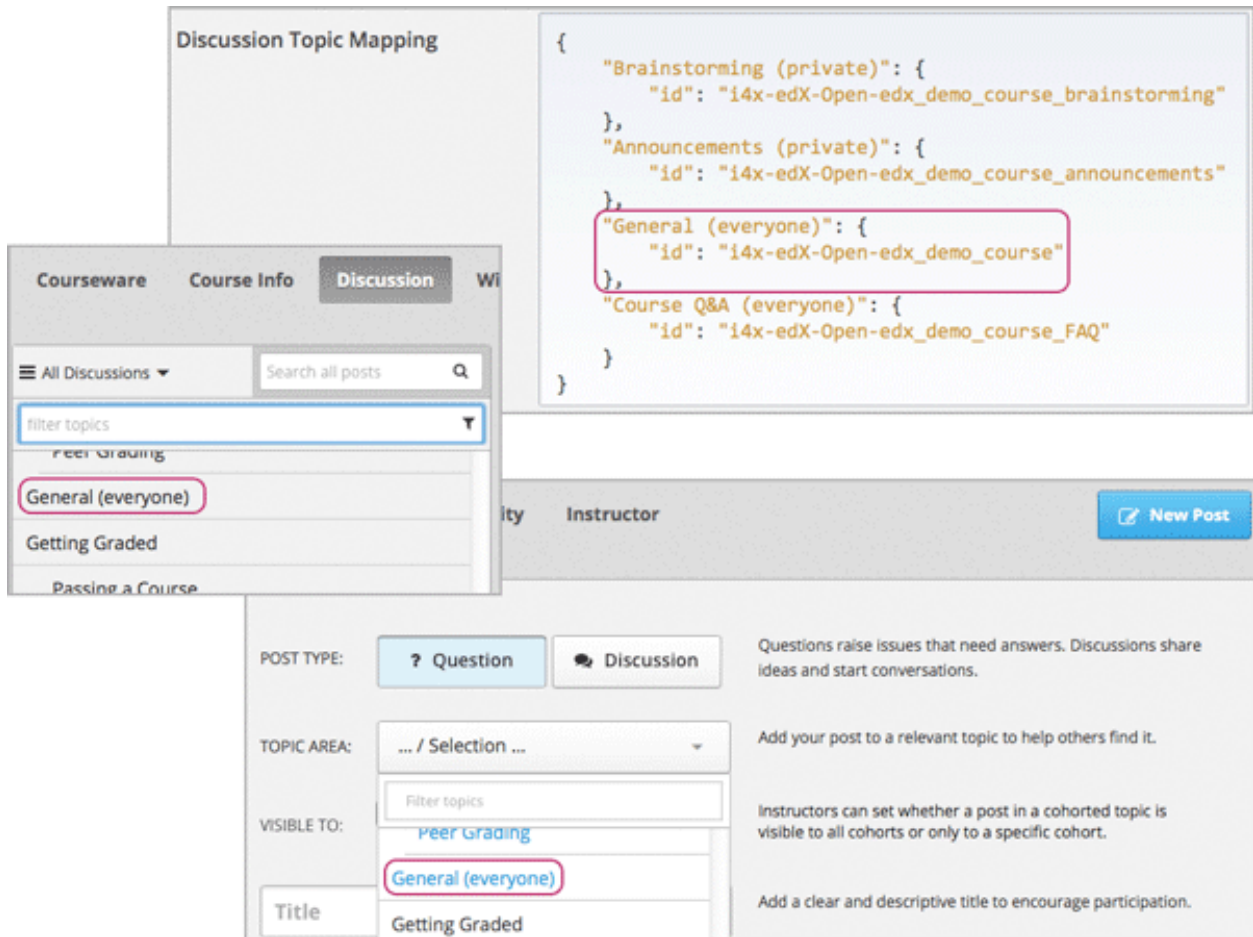 Discussion Topic Mapping
{
"Brainstorming (private)": {
"id": "i4x-edX-Open-edx_demo_course_brainstorming"
},
"Announcements (private)": {
"id": "i4x-edX-Open-edx_demo_course_announcements"
},
"General (everyone)": {
"id": "i4x-edX-Open-edx_demo_course"
},
"Course Q&A (everyone)": {
"id": "i4x-edX-Open-edx_demo_course_FAQ"
}
}
Courseware Course Info Discussion Wi
All Discussions Search all posts
filter topics
Peer Grading
General (everyone)
Getting Graded
Passing a Course
ity Instructor New Post
POST TYPE: ? Question Discussion
Questions raise issues that need answers. Discussions share
ideas and start conversations.
TOPIC AREA: ... / Selection ...
Add your post to a relevant topic to help others find it.
Filter topics
VISIBLE TO:
Instructors can set whether a post in a cohorted topic is
visible to all cohorts or only to a specific cohort.
Peer Grading
General (everyone)
Title
Add a clear and descriptive title to encourage participation.
Getting Graded